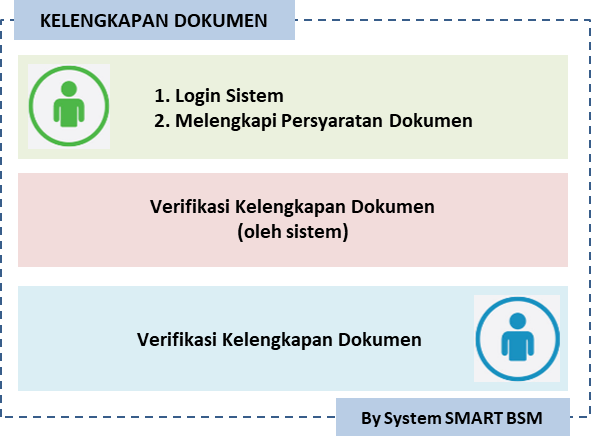 KELENGKAPAN DOKUMEN
1. Login Sistem
2. Melengkapi Persyaratan Dokumen
Verifikasi Kelengkapan Dokumen
(oleh sistem)
Verifikasi Kelengkapan Dokumen
By System SMART BSM